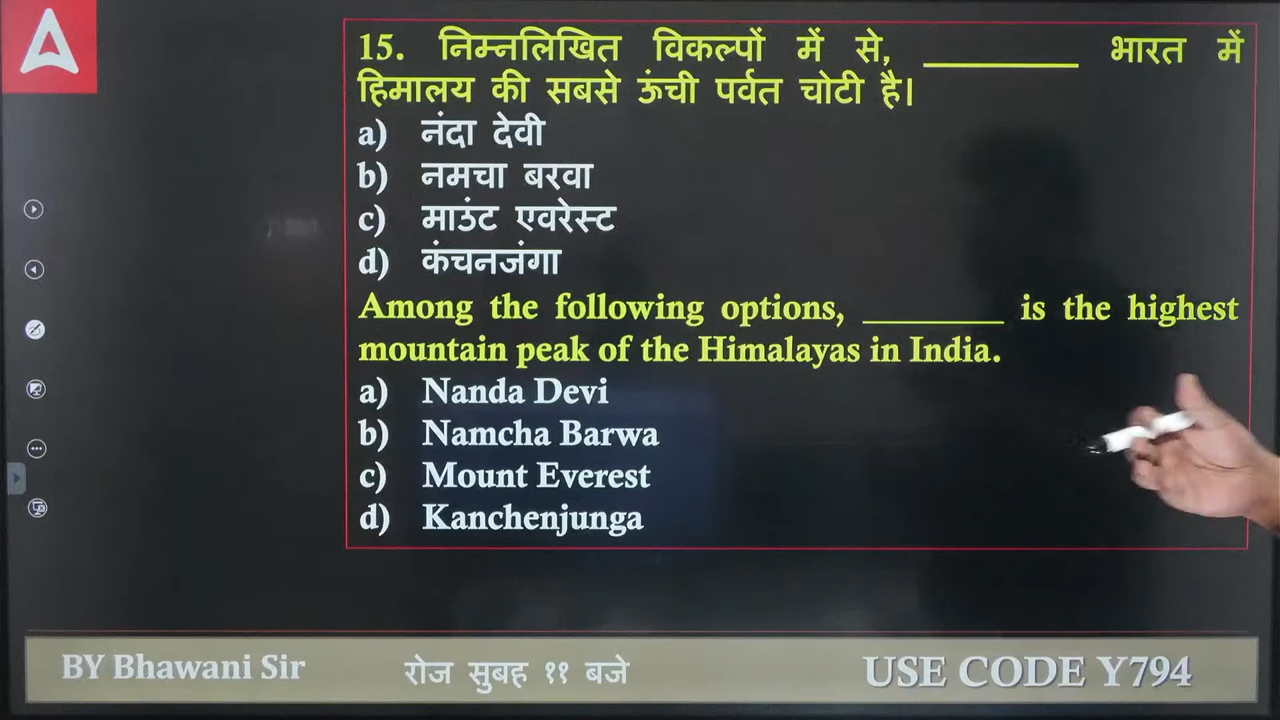 15. निम्नलिखित विकल्पों में से, __________ भारत में
हिमालय की सबसे ऊंची पर्वत चोटी है।
a) नंदा देवी
b) नमचा बरवा
c) माउंट एवरेस्ट
d) कंचनजंगा
Among the following options, _________ is the highest
mountain peak of the Himalayas in India.
a) Nanda Devi
b) Namcha Barwa
c) Mount Everest
d) Kanchenjunga
BY Bhawani Sir रोज सुबह ११ बजे USE CODE Y794